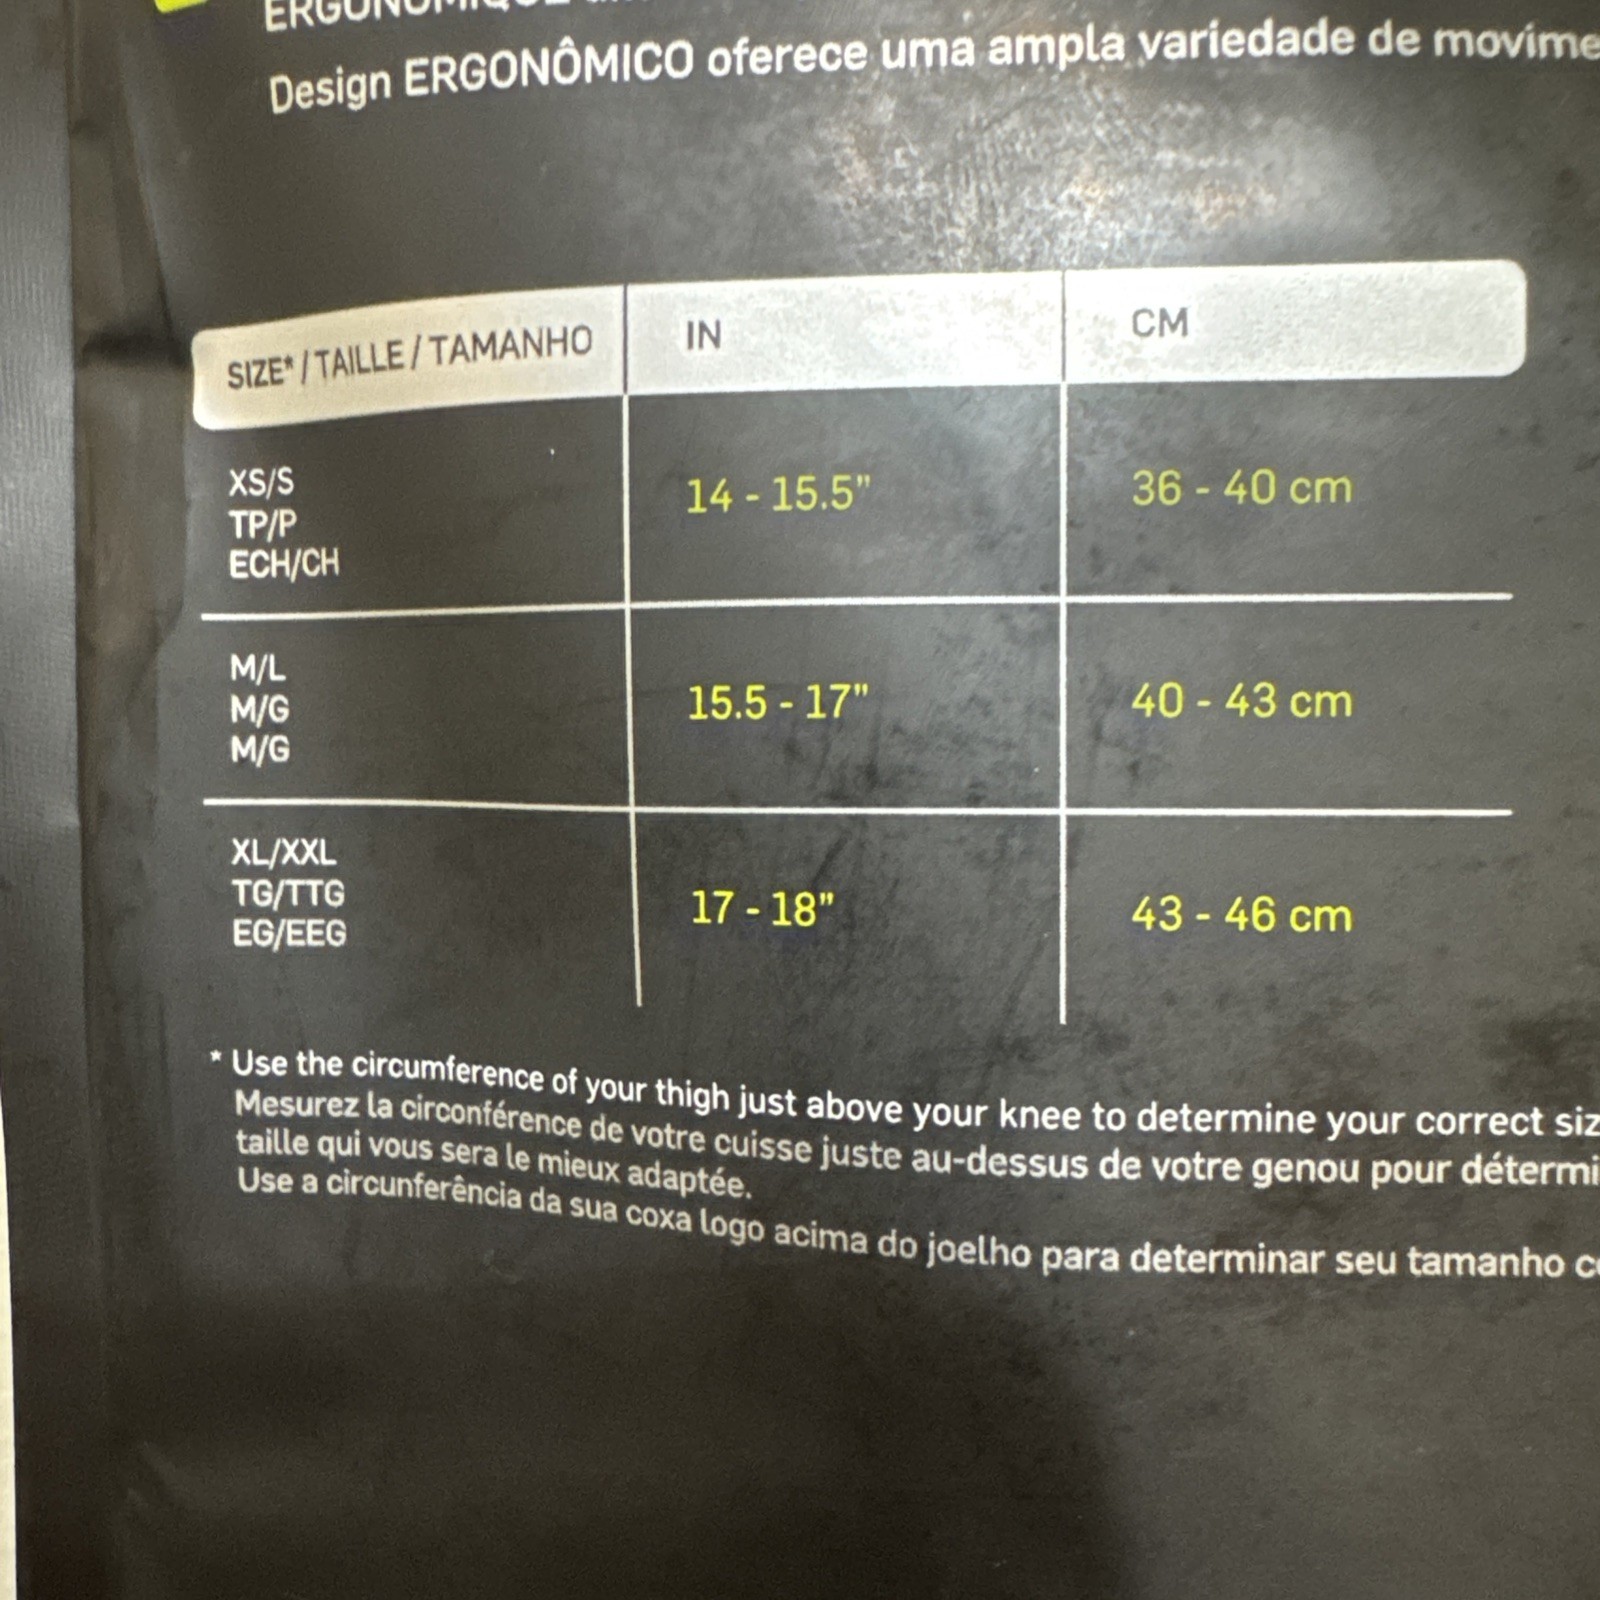 ERGONOMIQUE
Design ERGONÔMICO oferece uma ampla variedade de movime
SIZE* / TAILLE / TAMANHO IN CM
XS/S
TP/P
ECH/CH
14 - 15.5" 36 - 40 cm
M/L
M/G
M/G
15.5 - 17" 40 - 43 cm
XL/XXL
TG/TTG
EG/EEG
17 - 18" 43 - 46 cm
* Use the circumference of your thigh just above your knee to determine your correct siz
Mesurez la circonférence de votre cuisse juste au-dessus de votre genou pour détermi
taille qui vous sera le mieux adaptée.
Use a circunferência da sua coxa logo acima do joelho para determinar seu tamanho co